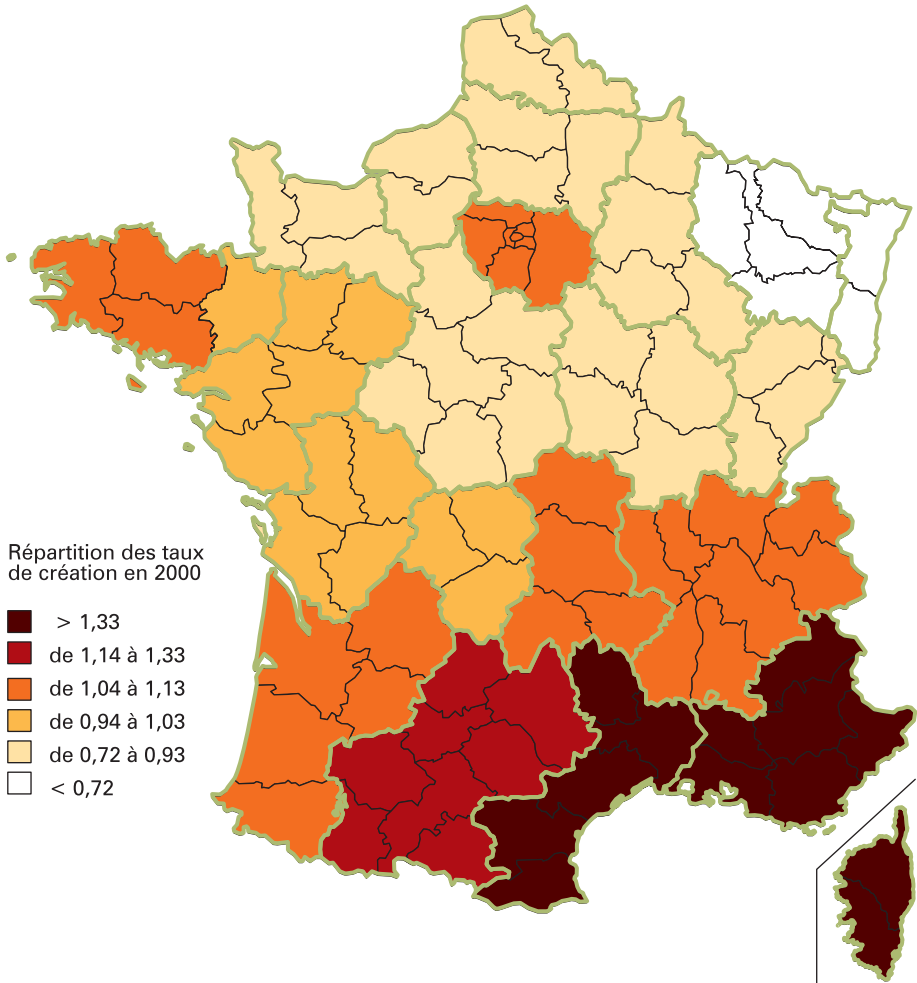 Répartition des taux
de création en 2000
> 1,33
de 1,14 à 1,33
de 1,04 à 1,13
de 0,94 à 1,03
de 0,72 à 0,93
< 0,72